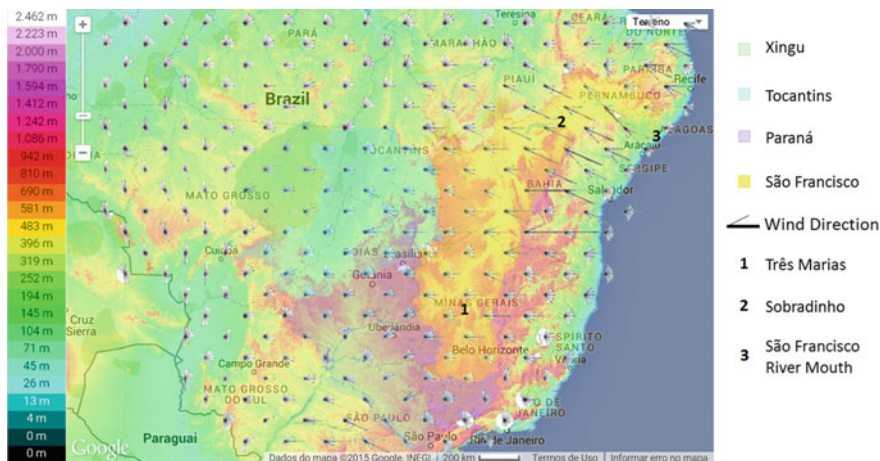 2.462 m
2.223 m
2.000 m
1.790 m
1.594 m
1.412 m
1.242 m
1.086 m
942 m
810 m
690 m
581 m
483 m
396 m
319 m
252 m
194 m
145 m
104 m
71 m
45 m
26 m
13 m
4 m
0 m
0 m
Teresina
CEARÁ
Terreno
DO NORTE
PARÁ
MARANHÃO
PARAÍBA
PIAUÍ
Recife
Brazil
PERNAMBUCO
2
3
ALAGOAS
Aracaju
TOCANTINS
SERGIPE
BAHIA
MATO GROSSO
Salvador
Cuiabá
GOIÁS
Brasília
Goiânia
MINAS GERAIS
1
Cruz
Sierra
Uberlândia
ESPÍRITO
SANTO
Belo Horizonte
Vitória
Campo Grande
MATO GROSSO
DO SUL
RIO DE
JANEIRO
SÃO PAULO
Paraguai
São Paulo
Rio de Janeiro
Google
Dados do mapa ©2015 Google, INEGI
200 km
Termos de Uso
Informar erro no mapa
Xingu
Tocantins
Paraná
São Francisco
Wind Direction
1 Três Marias
2 Sobradinho
3 São Francisco
River Mouth